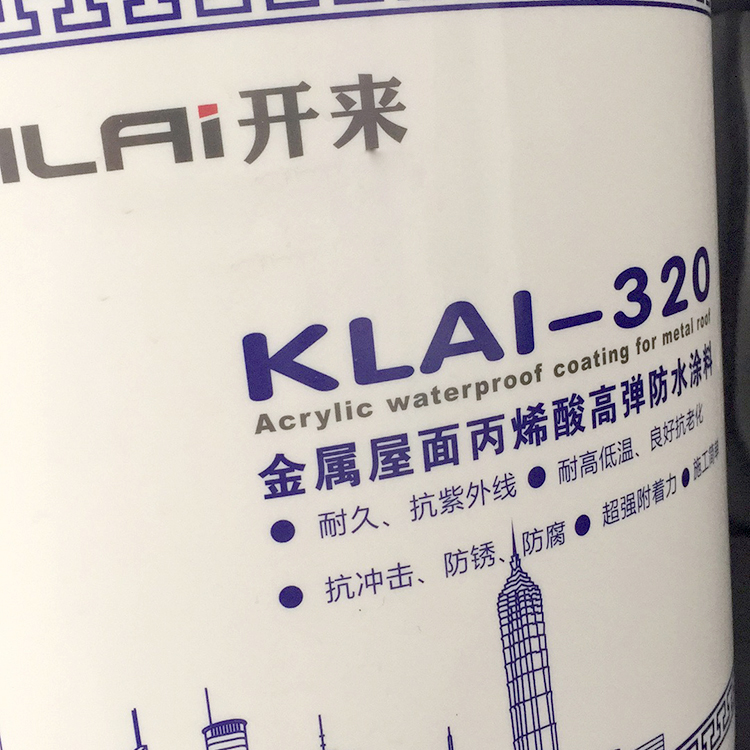 ILAi开来
KLAI-320
Acrylic waterproof coating for metal roof
金属屋面丙烯酸高弹防水涂料
● 耐久、抗紫外线 ● 耐高低温、良好抗老化
● 抗冲击、防锈、防腐 ● 超强附着力 ● 施工简单